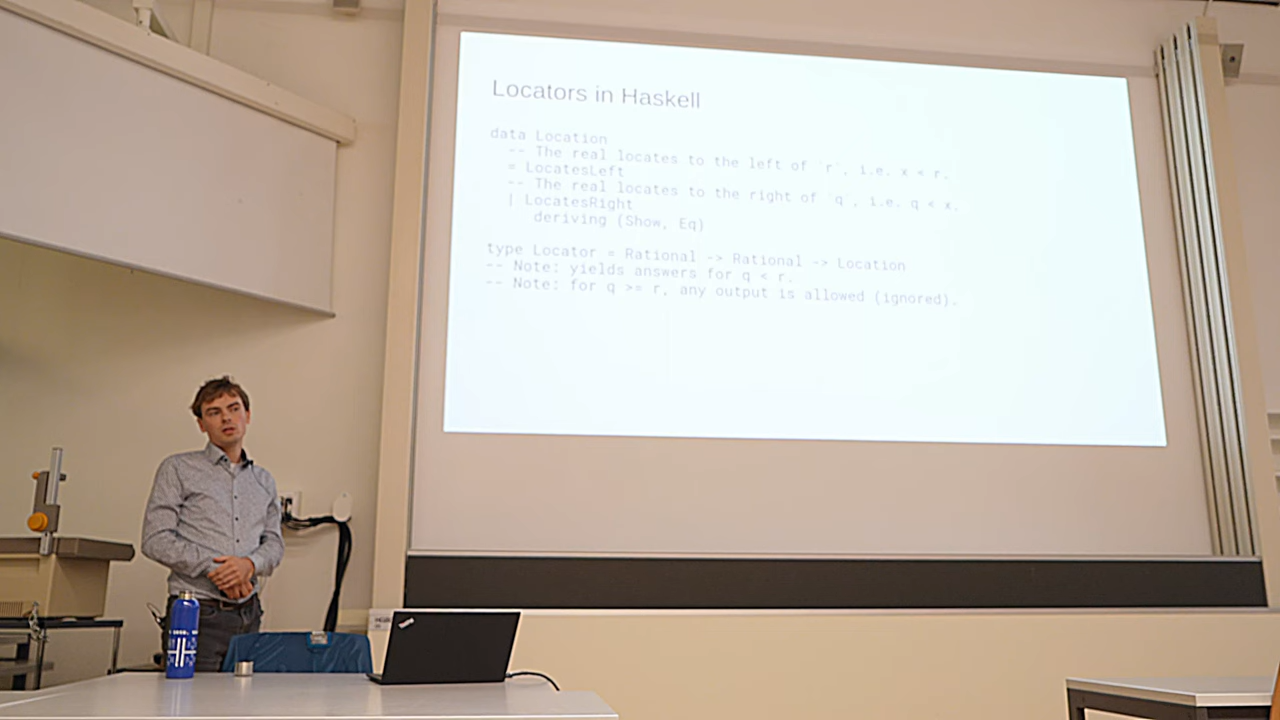 Locators in Haskell
data Location
-- The real locates to the left of `r`, i.e. x < r.
= LocatesLeft
-- The real locates to the right of `q`, i.e. q < x.
| LocatesRight
deriving (Show, Eq)
type Locator = Rational -> Rational -> Location
-- Note: yields answers for q < r.
-- Note: for q >= r, any output is allowed (ignored).
ThinkPad